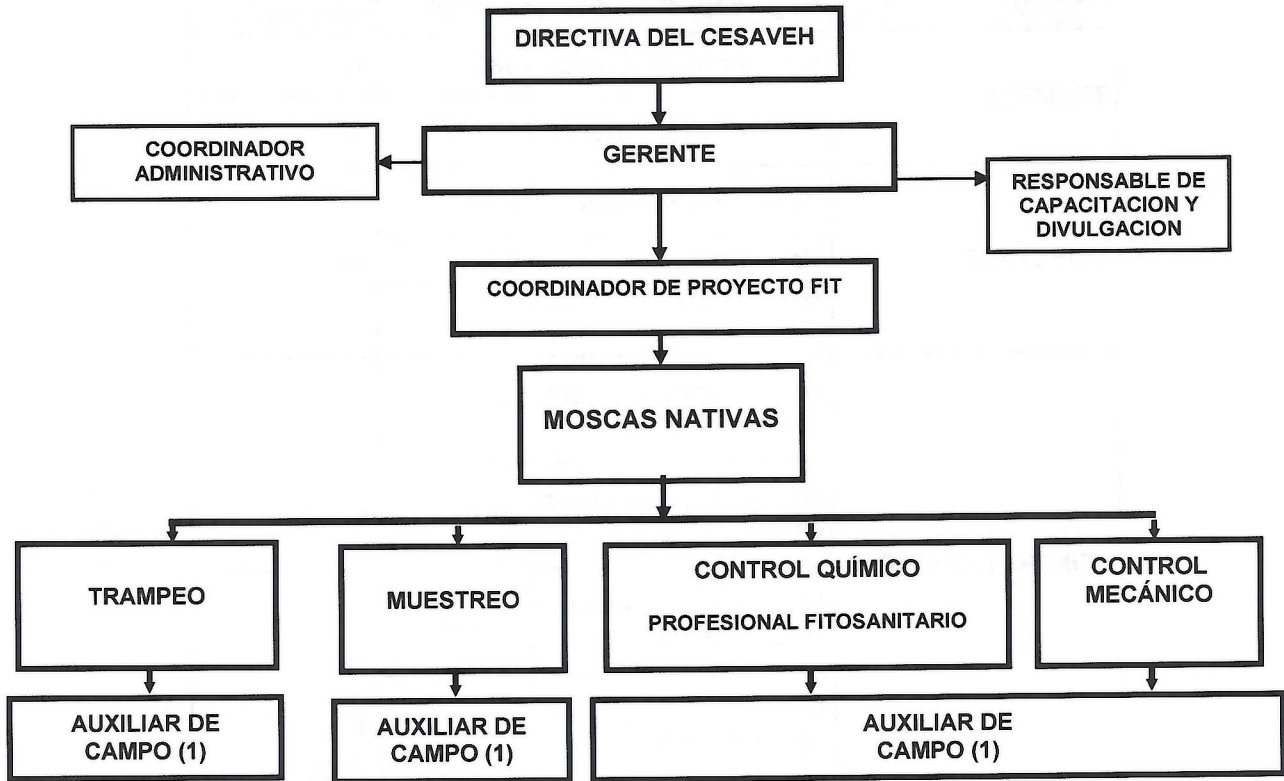 DIRECTIVA DEL CESAVEH
COORDINADOR
ADMINISTRATIVO
GERENTE
RESPONSABLE DE
CAPACITACION Y
DIVULGACION
COORDINADOR DE PROYECTO FIT
MOSCAS NATIVAS
TRAMPEO
MUESTREO
CONTROL QUÍMICO
PROFESIONAL FITOSANITARIO
CONTROL
MECÁNICO
AUXILIAR DE
CAMPO (1)
AUXILIAR DE
CAMPO (1)
AUXILIAR DE
CAMPO (1)